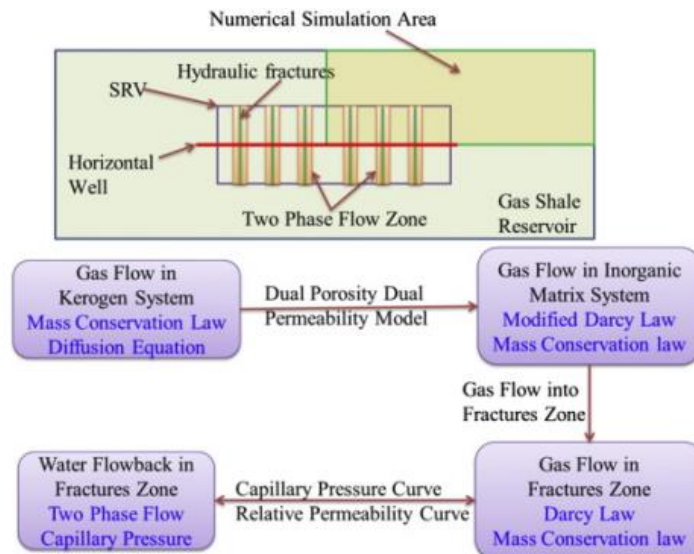 Numerical Simulation Area
Hydraulic fractures
SRV
Horizontal
Well
Two Phase Flow Zone
Gas Shale
Reservoir
Gas Flow in
Kerogen System
Mass Conservation Law
Diffusion Equation
Dual Porosity Dual
Permeability Model
Gas Flow in Inorganic
Matrix System
Modified Darcy Law
Mass Conservation law
Gas Flow into
Fractures Zone
Water Flowback in
Fractures Zone
Two Phase Flow
Capillary Pressure
Capillary Pressure Curve
Relative Permeability Curve
Gas Flow in
Fractures Zone
Darcy Law
Mass Conservation law